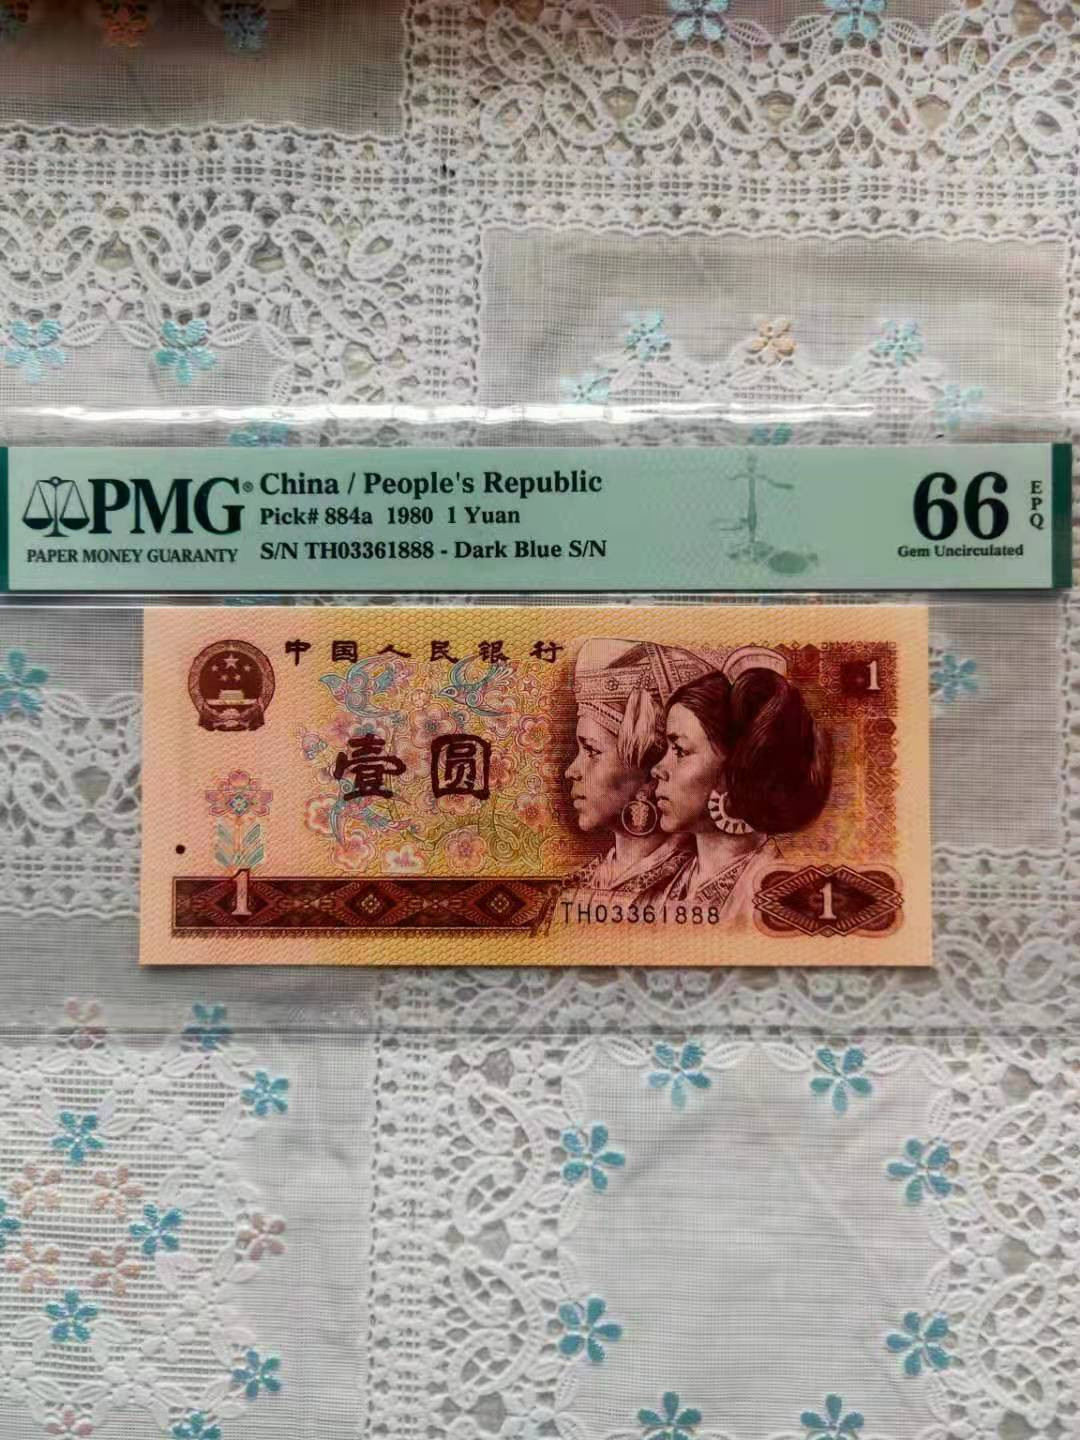 PMG®
PAPER MONEY GUARANTY
China / People's Republic
Pick# 884a 1980 1 Yuan
S/N TH03361888 - Dark Blue S/N
66
EPQ
Gem Uncirculated
中国人民银行
1
壹圆
1
TH03361888
1